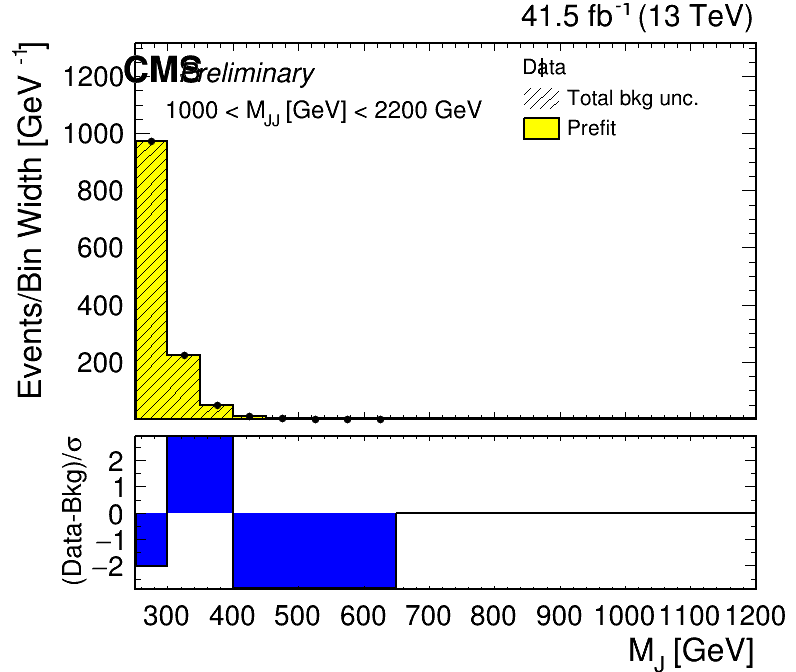 41.5 fb⁻¹ (13 TeV)
CMS Preliminary
1000 < M_JJ [GeV] < 2200 GeV
Data
Total bkg unc.
Prefit
Events/Bin Width [GeV⁻¹]
1200
1000
800
600
400
200
(Data-Bkg)/σ
2
1
0
−1
−2
300 400 500 600 700 800 900 1000 1100 1200
M_J [GeV]